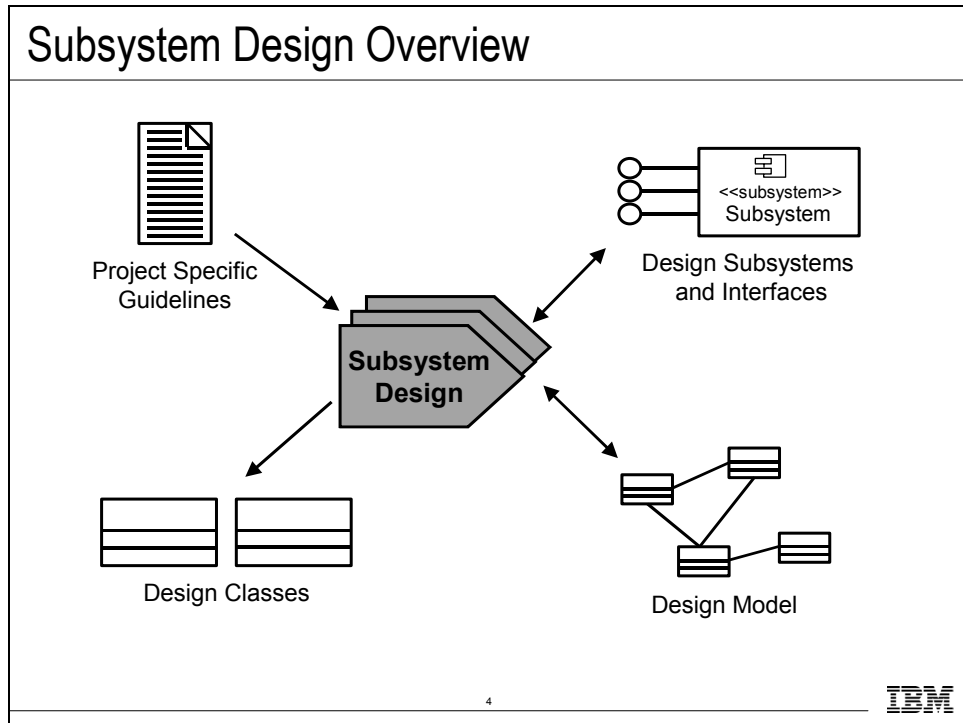 Subsystem Design Overview
Project Specific
Guidelines
<<subsystem>>
Subsystem
Design Subsystems
and Interfaces
Subsystem
Design
Design Classes
Design Model
4
IBM